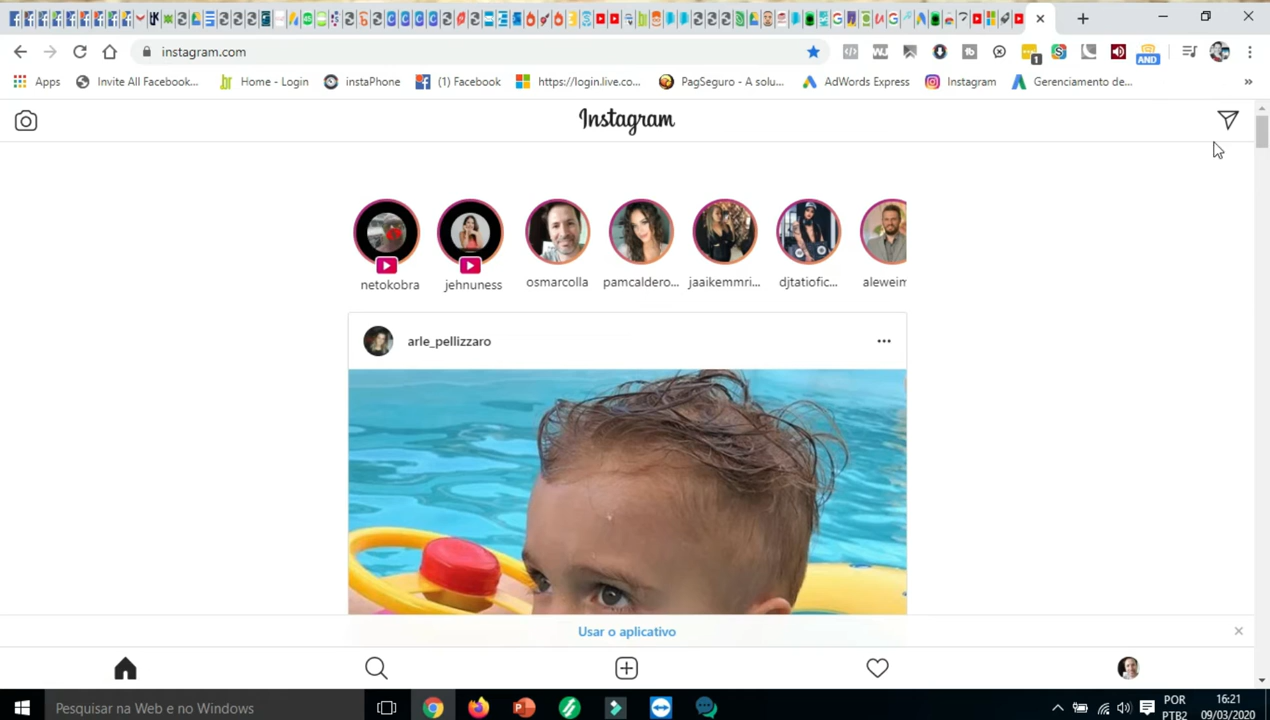 instagram.com
Apps
Invite All Facebook...
Home - Login
instaPhone
(1) Facebook
https://login.live.co...
PagSeguro - A solu...
AdWords Express
Instagram
Gerenciamento de...
»
1
AND
Instagram
netokobra
jehnuness
osmarcolla
pamcaldero...
jaaikemmri...
djtatiofic...
aleweim
arle_pellizzaro
Usar o aplicativo
Pesquisar na Web e no Windows
POR
PTB2
16:21
09/03/2020